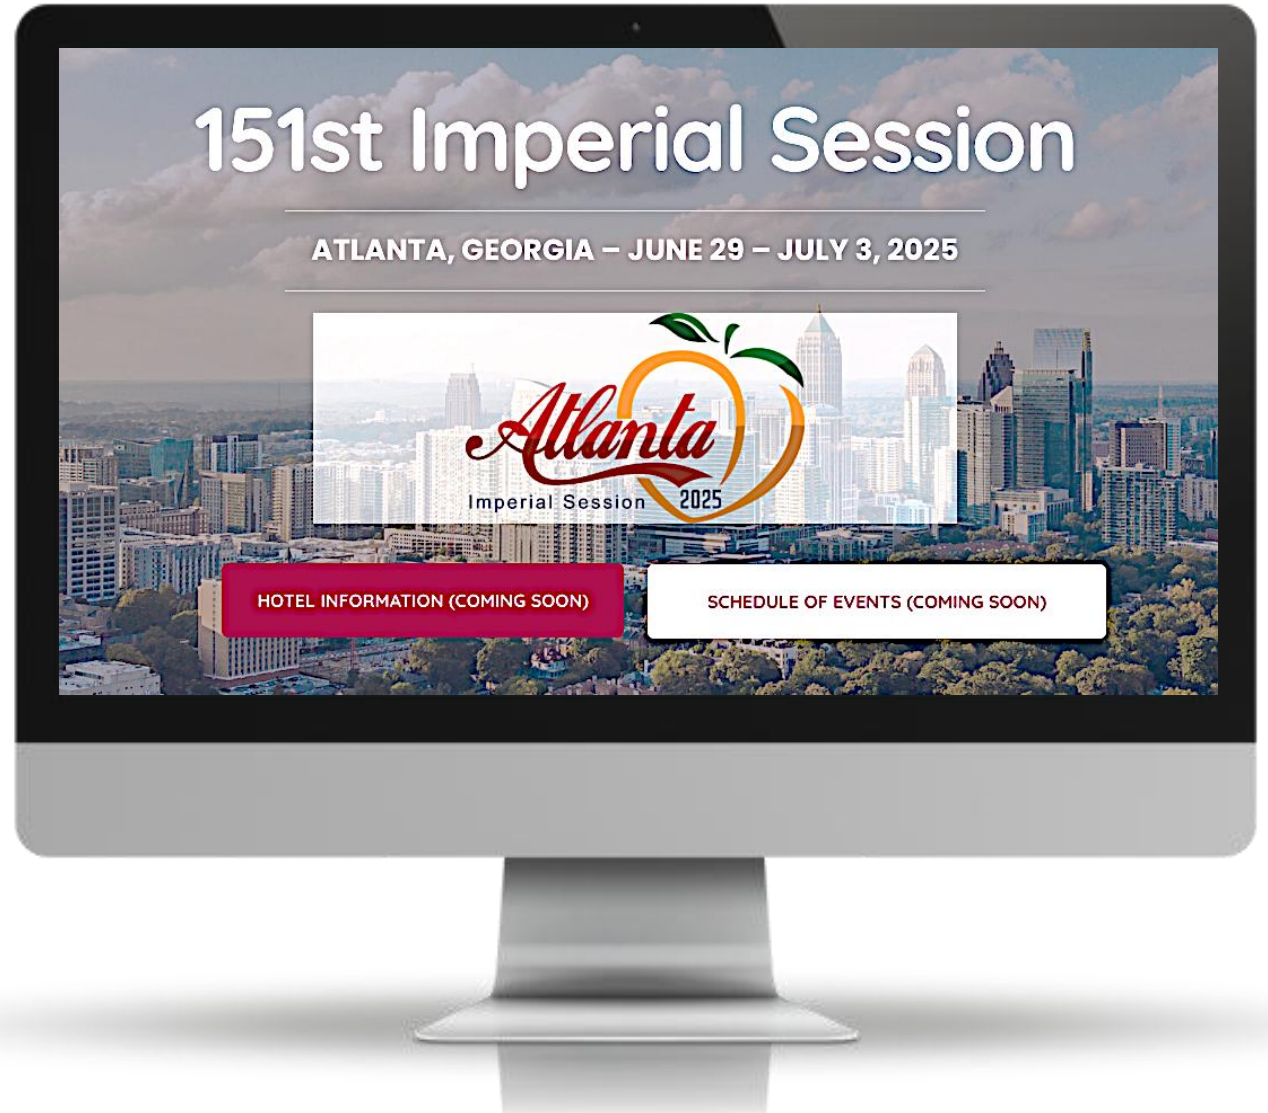 151st Imperial Session
ATLANTA, GEORGIA – JUNE 29 – JULY 3, 2025
Atlanta
Imperial Session 2025
HOTEL INFORMATION (COMING SOON)
SCHEDULE OF EVENTS (COMING SOON)